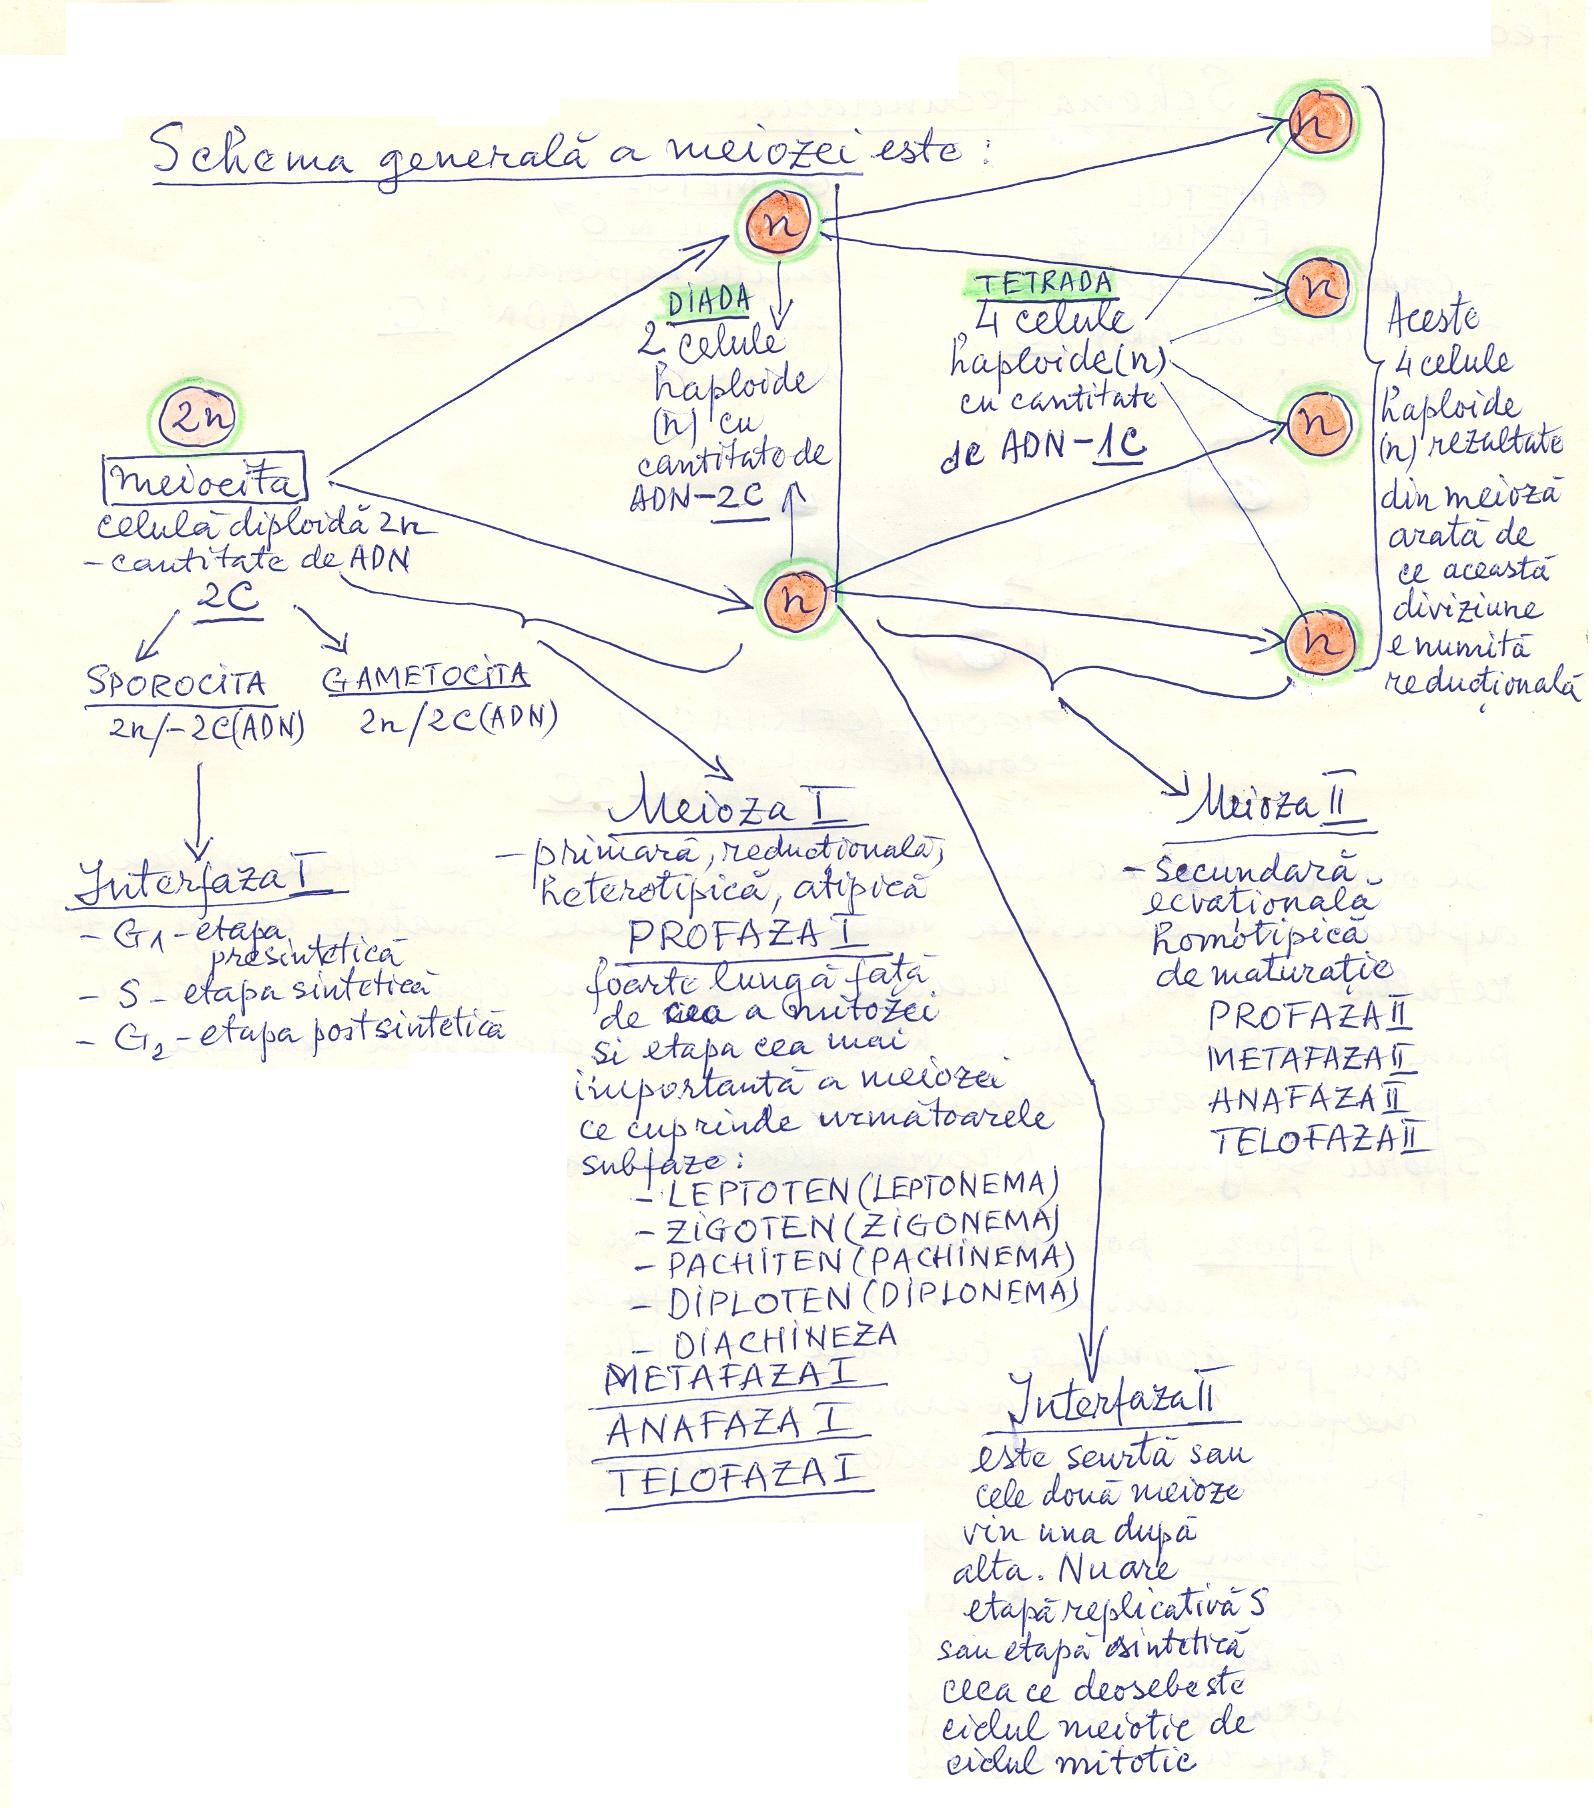 Schema generală a meiozei este:
n
n
DIADA
2 celule
haploide
(n) cu
cantitate de
ADN-2C
n
TETRADA
4 celule
haploide(n)
cu cantitate
de ADN-1C
n
n
n
Aceste
4 celule
haploide
(n) rezultate
din meioză
arată de
ce această
diviziune
e numită
reducțională
2n
meiocita
celulă diploidă 2n
- cantitate de ADN
2C
n
SPOROCITA
2n/-2C(ADN)
GAMETOCITA
2n/2C(ADN)
Interfaza I
- G1 - etapa
presintetică
- S - etapa sintetică
- G2 - etapa postsintetică
Meioza I
- primară, reducțională,
heterotipică, atipică
PROFAZA I
foarte lungă față
de cea a mitozei
si etapa cea mai
importantă a meiozei
ce cuprinde următoarele
subfaze:
- LEPTOTEN (LEPTONEMA)
- ZIGOTEN (ZIGONEMA)
- PACHITEN (PACHINEMA)
- DIPLOTEN (DIPLONEMA)
- DIACHINEZA
METAFAZA I
ANAFAZA I
TELOFAZA I
Meioza II
- secundară
ecvațională
homotipică
de maturație
PROFAZA II
METAFAZA II
ANAFAZA II
TELOFAZA II
Interfaza II
este scurtă sau
cele două meioze
vin una după
alta. Nu are
etapă replicativă S
sau etapă sintetică
ceea ce deosebeste
ciclul meiotic de
ciclul mitotic